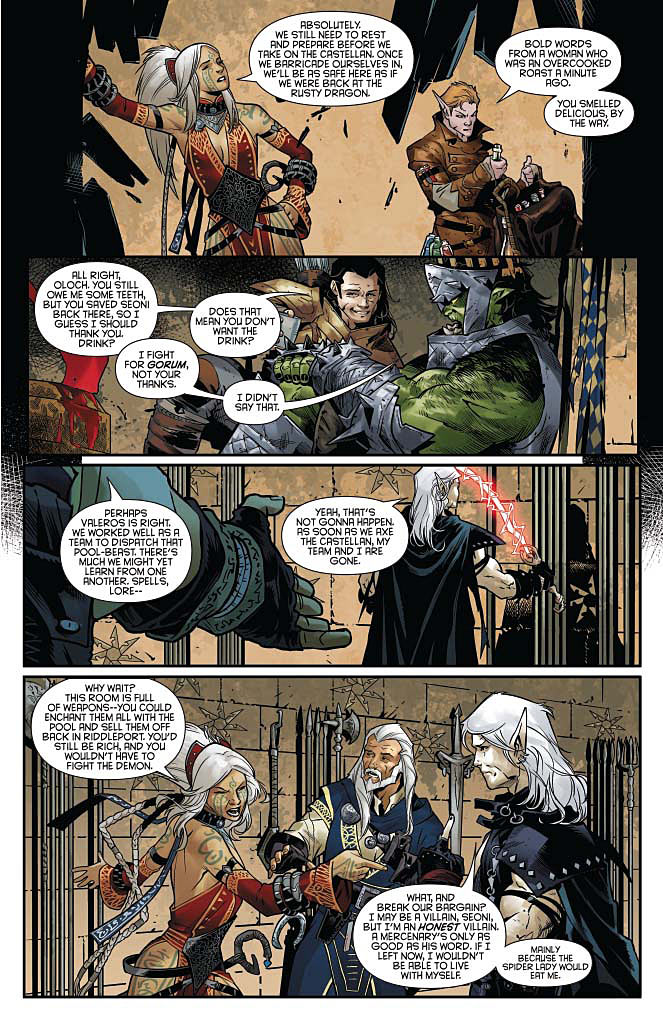 ABSOLUTELY.
WE STILL NEED TO REST
AND PREPARE BEFORE WE
TAKE ON THE CASTELLAN. ONCE
WE BARRICADE OURSELVES IN,
WE'LL BE AS SAFE HERE AS IF
WE WERE BACK AT THE
RUSTY DRAGON.
BOLD WORDS
FROM A WOMAN WHO
WAS AN OVERCOOKED
ROAST A MINUTE
AGO.
YOU SMELLED
DELICIOUS, BY
THE WAY.
ALL RIGHT,
OLOCH. YOU STILL
OWE ME SOME TEETH,
BUT YOU SAVED SEONI
BACK THERE, SO I
GUESS I SHOULD
THANK YOU.
DRINK?
I FIGHT
FOR GORUM,
NOT YOUR
THANKS.
DOES THAT
MEAN YOU DON'T
WANT THE
DRINK?
I DIDN'T
SAY THAT.
PERHAPS
VALEROS IS RIGHT.
WE WORKED WELL AS A
TEAM TO DISPATCH THAT
POOL-BEAST. THERE'S
MUCH WE MIGHT YET
LEARN FROM ONE
ANOTHER. SPELLS,
LORE--
YEAH, THAT'S
NOT GONNA HAPPEN.
AS SOON AS WE AXE
THE CASTELLAN, MY
TEAM AND I ARE
GONE.
WHY WAIT?
THIS ROOM IS FULL
OF WEAPONS--YOU COULD
ENCHANT THEM ALL WITH THE
POOL AND SELL THEM OFF
BACK IN RIDDLEPORT. YOU'D
STILL BE RICH, AND YOU
WOULDN'T HAVE TO
FIGHT THE DEMON.
WHAT, AND
BREAK OUR BARGAIN?
I MAY BE A VILLAIN, SEONI,
BUT I'M AN HONEST VILLAIN.
A MERCENARY'S ONLY AS
GOOD AS HIS WORD. IF I
LEFT NOW, I WOULDN'T
BE ABLE TO LIVE
WITH MYSELF.
MAINLY
BECAUSE THE
SPIDER LADY WOULD
EAT ME.